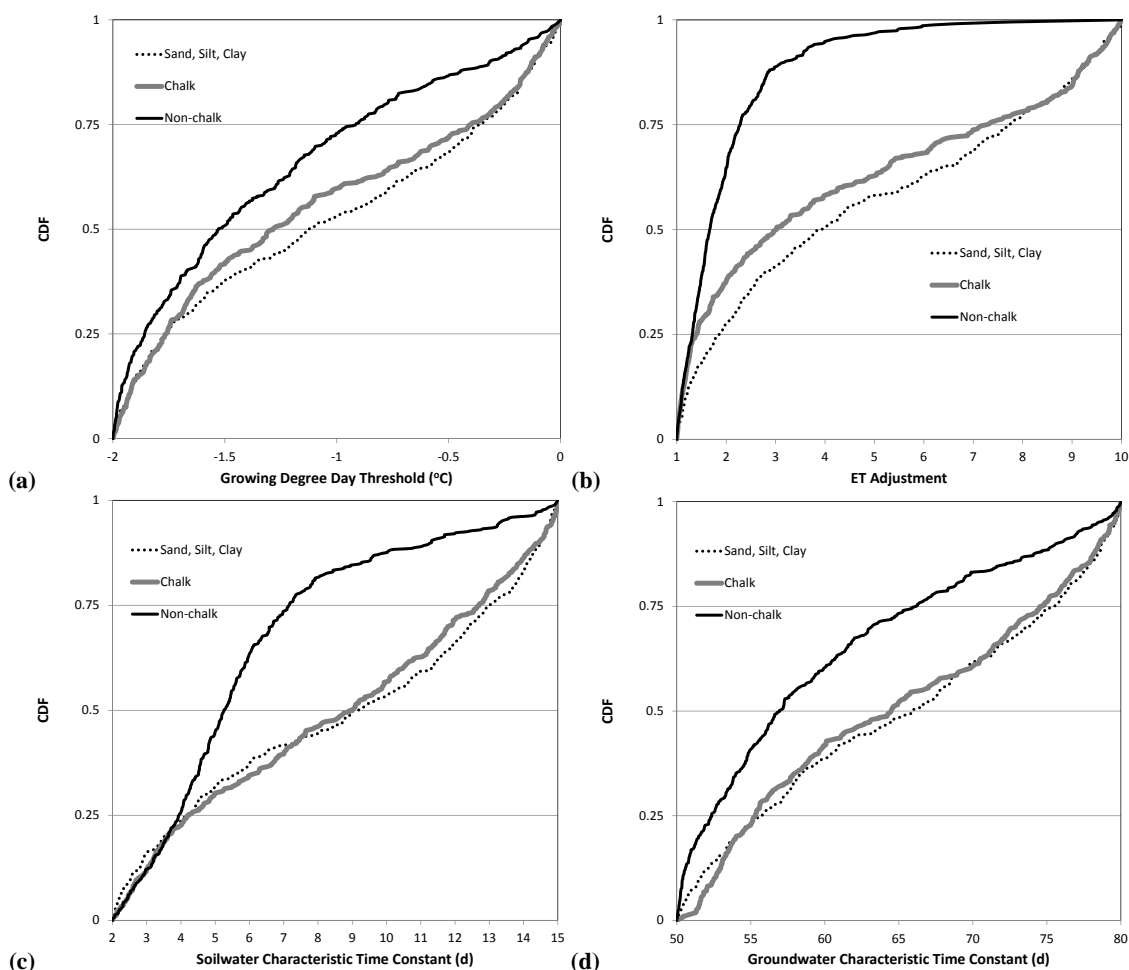 1
Sand, Silt, Clay
Chalk
Non-chalk
0.75
CDF
0.5
0.25
0
-2 -1.5 -1 -0.5 0
(a) Growing Degree Day Threshold (°C)
1
0.75
CDF
0.5
Sand, Silt, Clay
Chalk
Non-chalk
0.25
0
1 2 3 4 5 6 7 8 9 10
(b) ET Adjustment
1
Sand, Silt, Clay
Chalk
Non-chalk
0.75
CDF
0.5
0.25
0
2 3 4 5 6 7 8 9 10 11 12 13 14 15
(c) Soilwater Characteristic Time Constant (d)
1
Sand, Silt, Clay
Chalk
Non-chalk
0.75
CDF
0.5
0.25
0
50 55 60 65 70 75 80
(d) Groundwater Characteristic Time Constant (d)